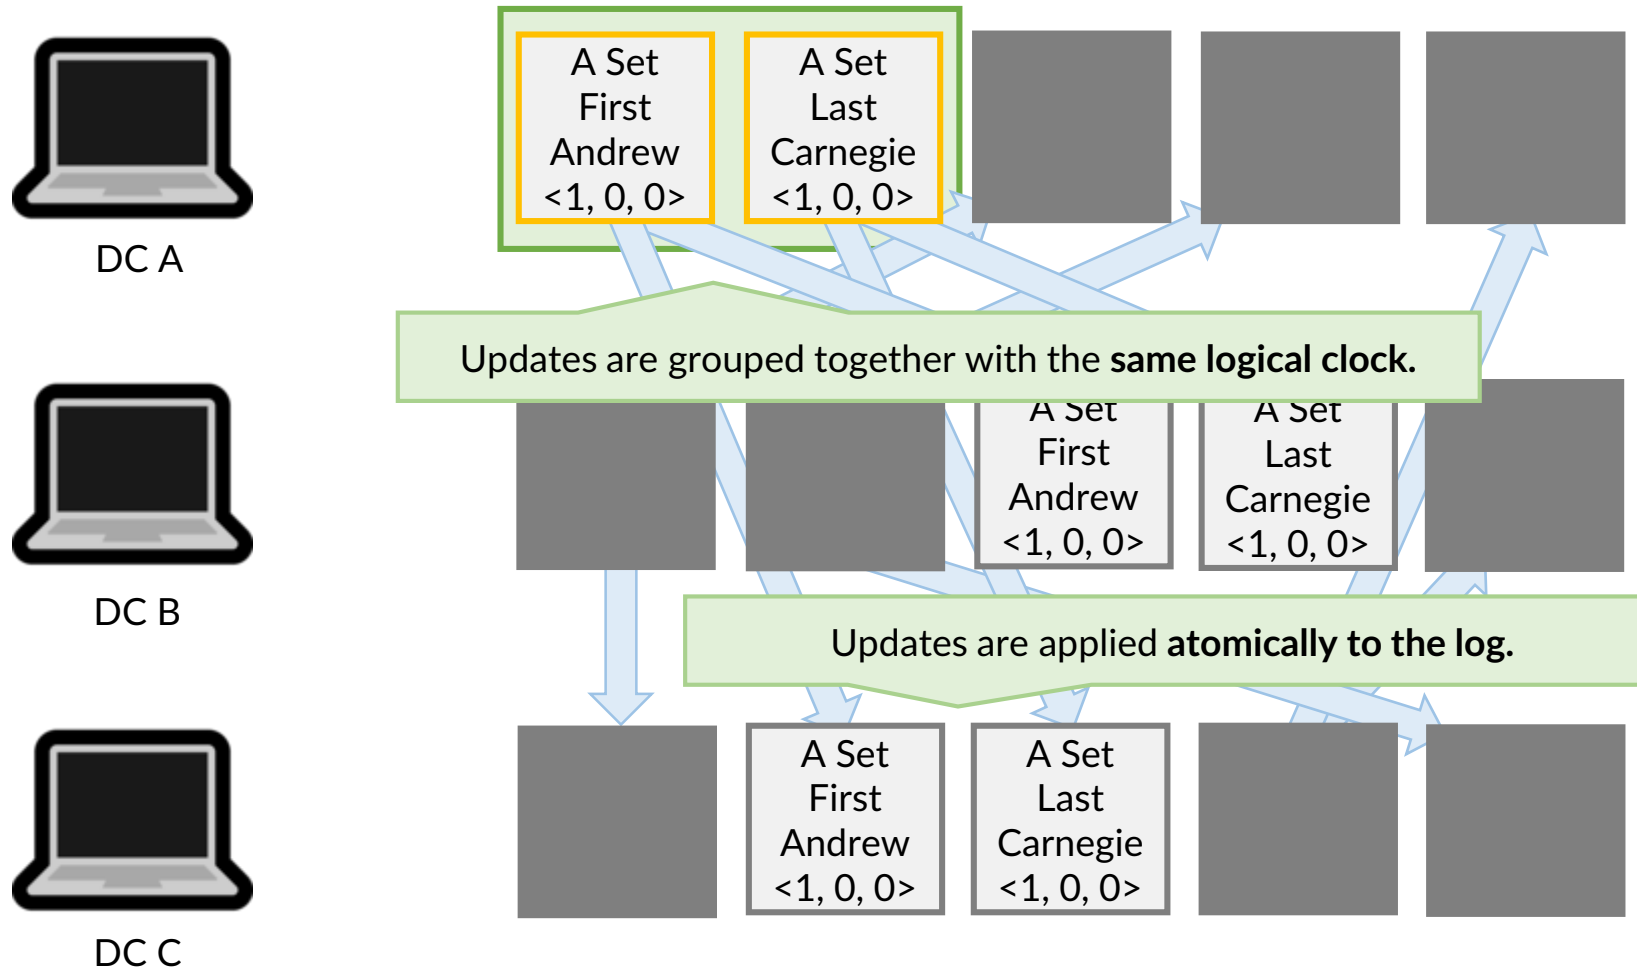 A Set
First
Andrew
<1, 0, 0>
A Set
Last
Carnegie
<1, 0, 0>
DC A
Updates are grouped together with the same logical clock.
A Set
First
Andrew
<1, 0, 0>
A Set
Last
Carnegie
<1, 0, 0>
DC B
Updates are applied atomically to the log.
A Set
First
Andrew
<1, 0, 0>
A Set
Last
Carnegie
<1, 0, 0>
DC C